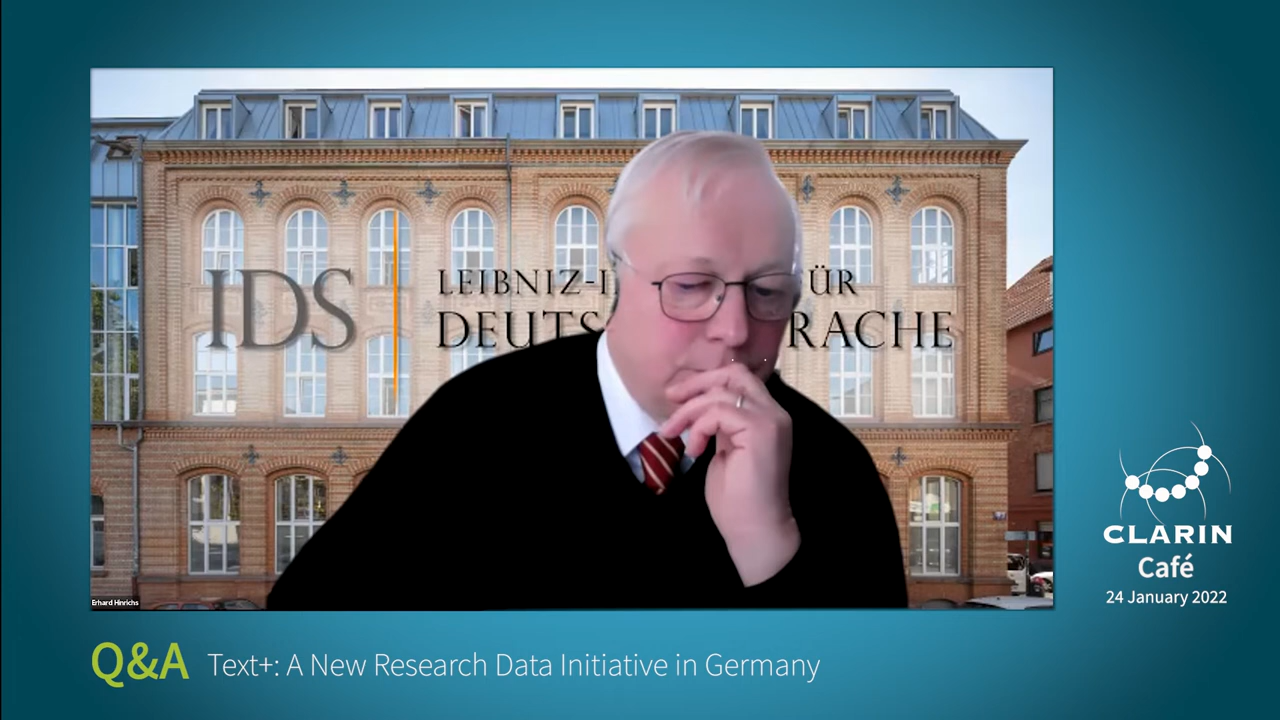 IDS
LEIBNIZ-I ÜR
DEUTS RACHE
Erhard Hinrichs
CLARIN
Café
24 January 2022
Q&A Text+: A New Research Data Initiative in Germany